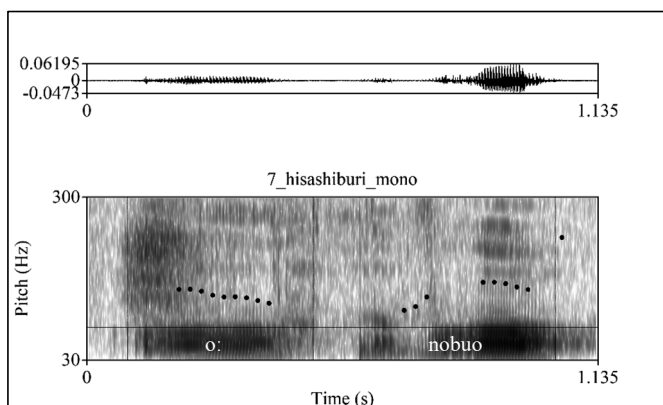 0.06195
0
-0.0473
0 1.135
7_hisashiburi_mono
300
Pitch (Hz)
o: nobuo
30
0 1.135
Time (s)